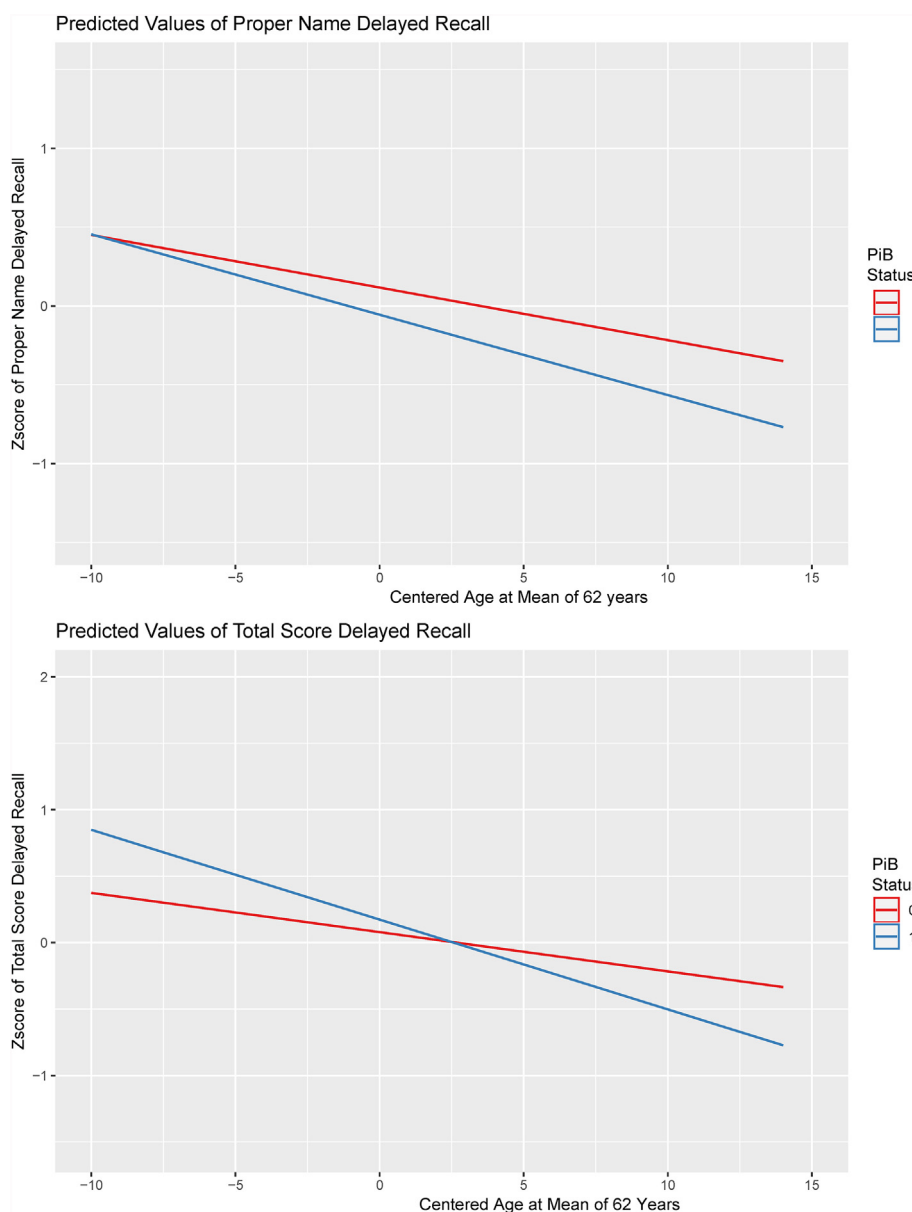 Predicted Values of Proper Name Delayed Recall
Zscore of Proper Name Delayed Recall
1
0
−1
−10
−5
0
5
10
15
Centered Age at Mean of 62 years
PiB
Status
Predicted Values of Total Score Delayed Recall
Zscore of Total Score Delayed Recall
2
1
0
−1
−10
−5
0
5
10
15
Centered Age at Mean of 62 Years
PiB
Statu